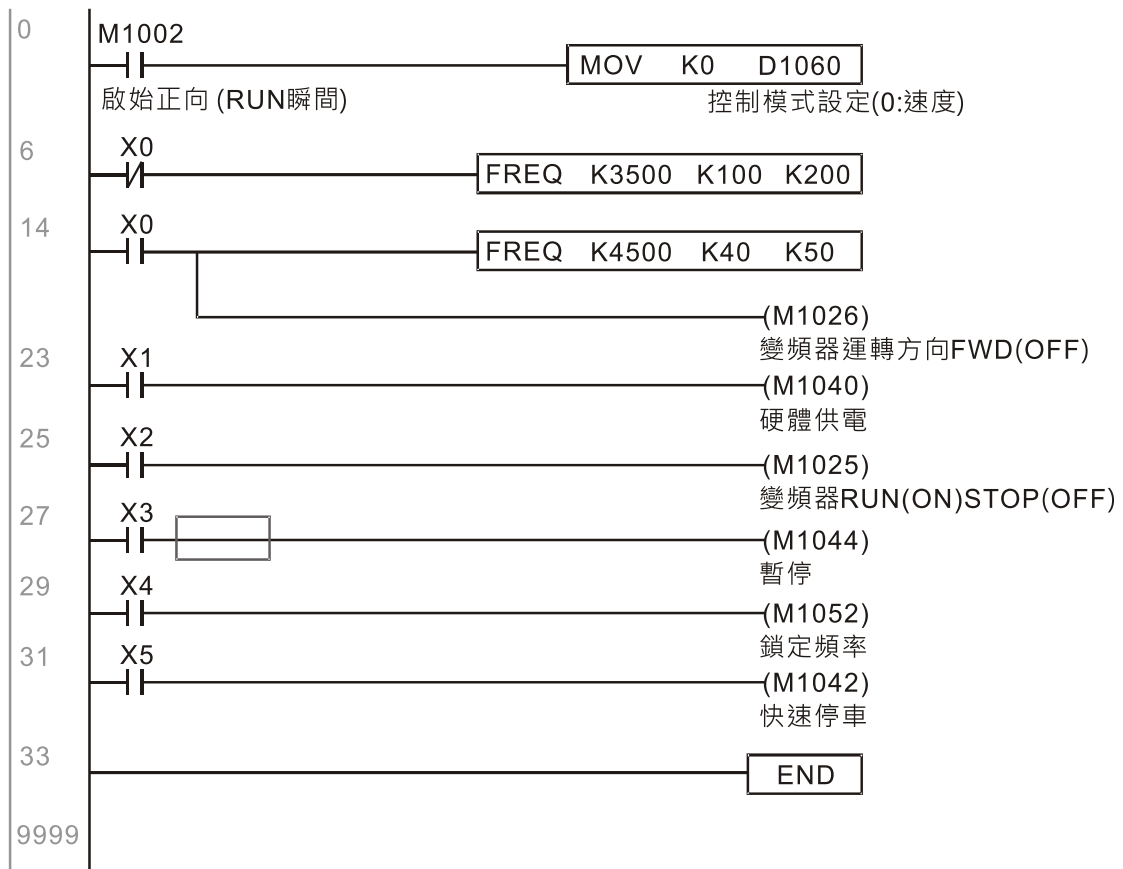 0
M1002
MOV K0 D1060
啟始正向 (RUN瞬間)
控制模式設定(0:速度)
6
X0
FREQ K3500 K100 K200
14
X0
FREQ K4500 K40 K50
(M1026)
變頻器運轉方向FWD(OFF)
23
X1
(M1040)
硬體供電
25
X2
(M1025)
變頻器RUN(ON)STOP(OFF)
27
X3
(M1044)
暫停
29
X4
(M1052)
鎖定頻率
31
X5
(M1042)
快速停車
33
END
9999